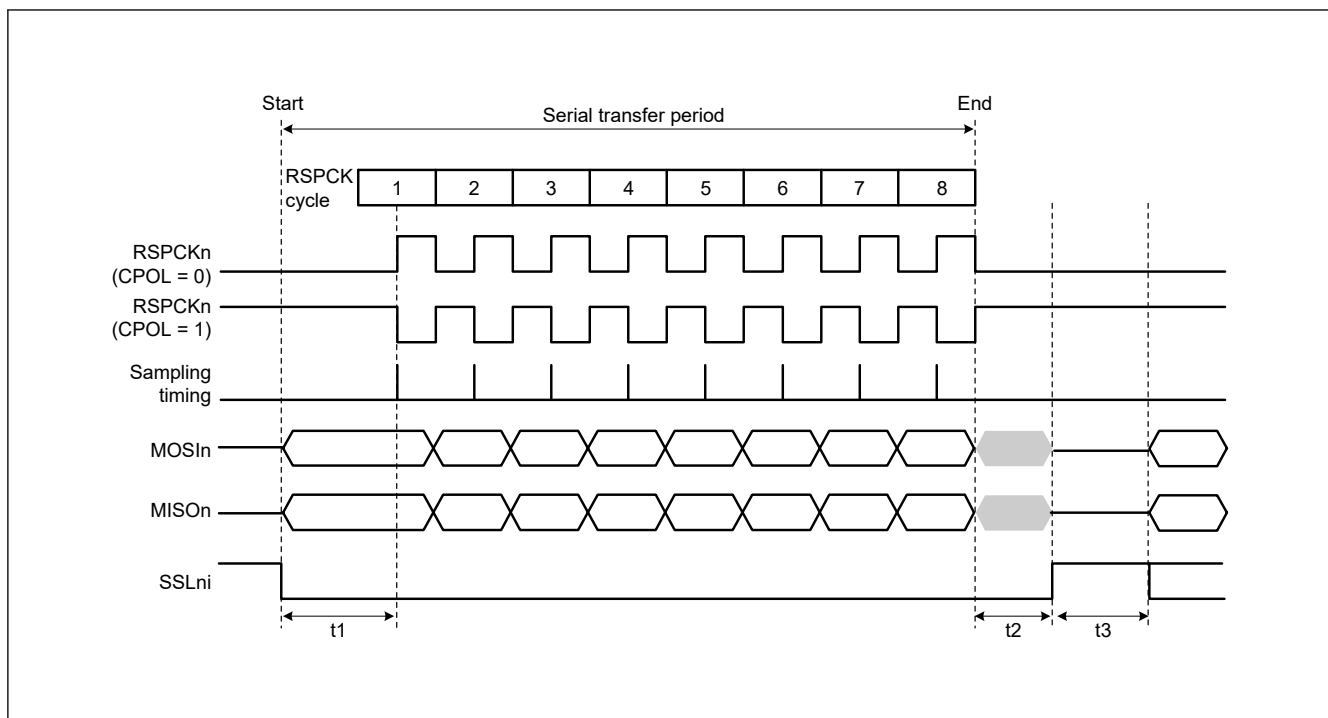 Start
End
Serial transfer period
RSPCK
cycle
1 2 3 4 5 6 7 8
RSPCKn
(CPOL = 0)
RSPCKn
(CPOL = 1)
Sampling
timing
MOSIn
MISOn
SSLni
t1
t2
t3